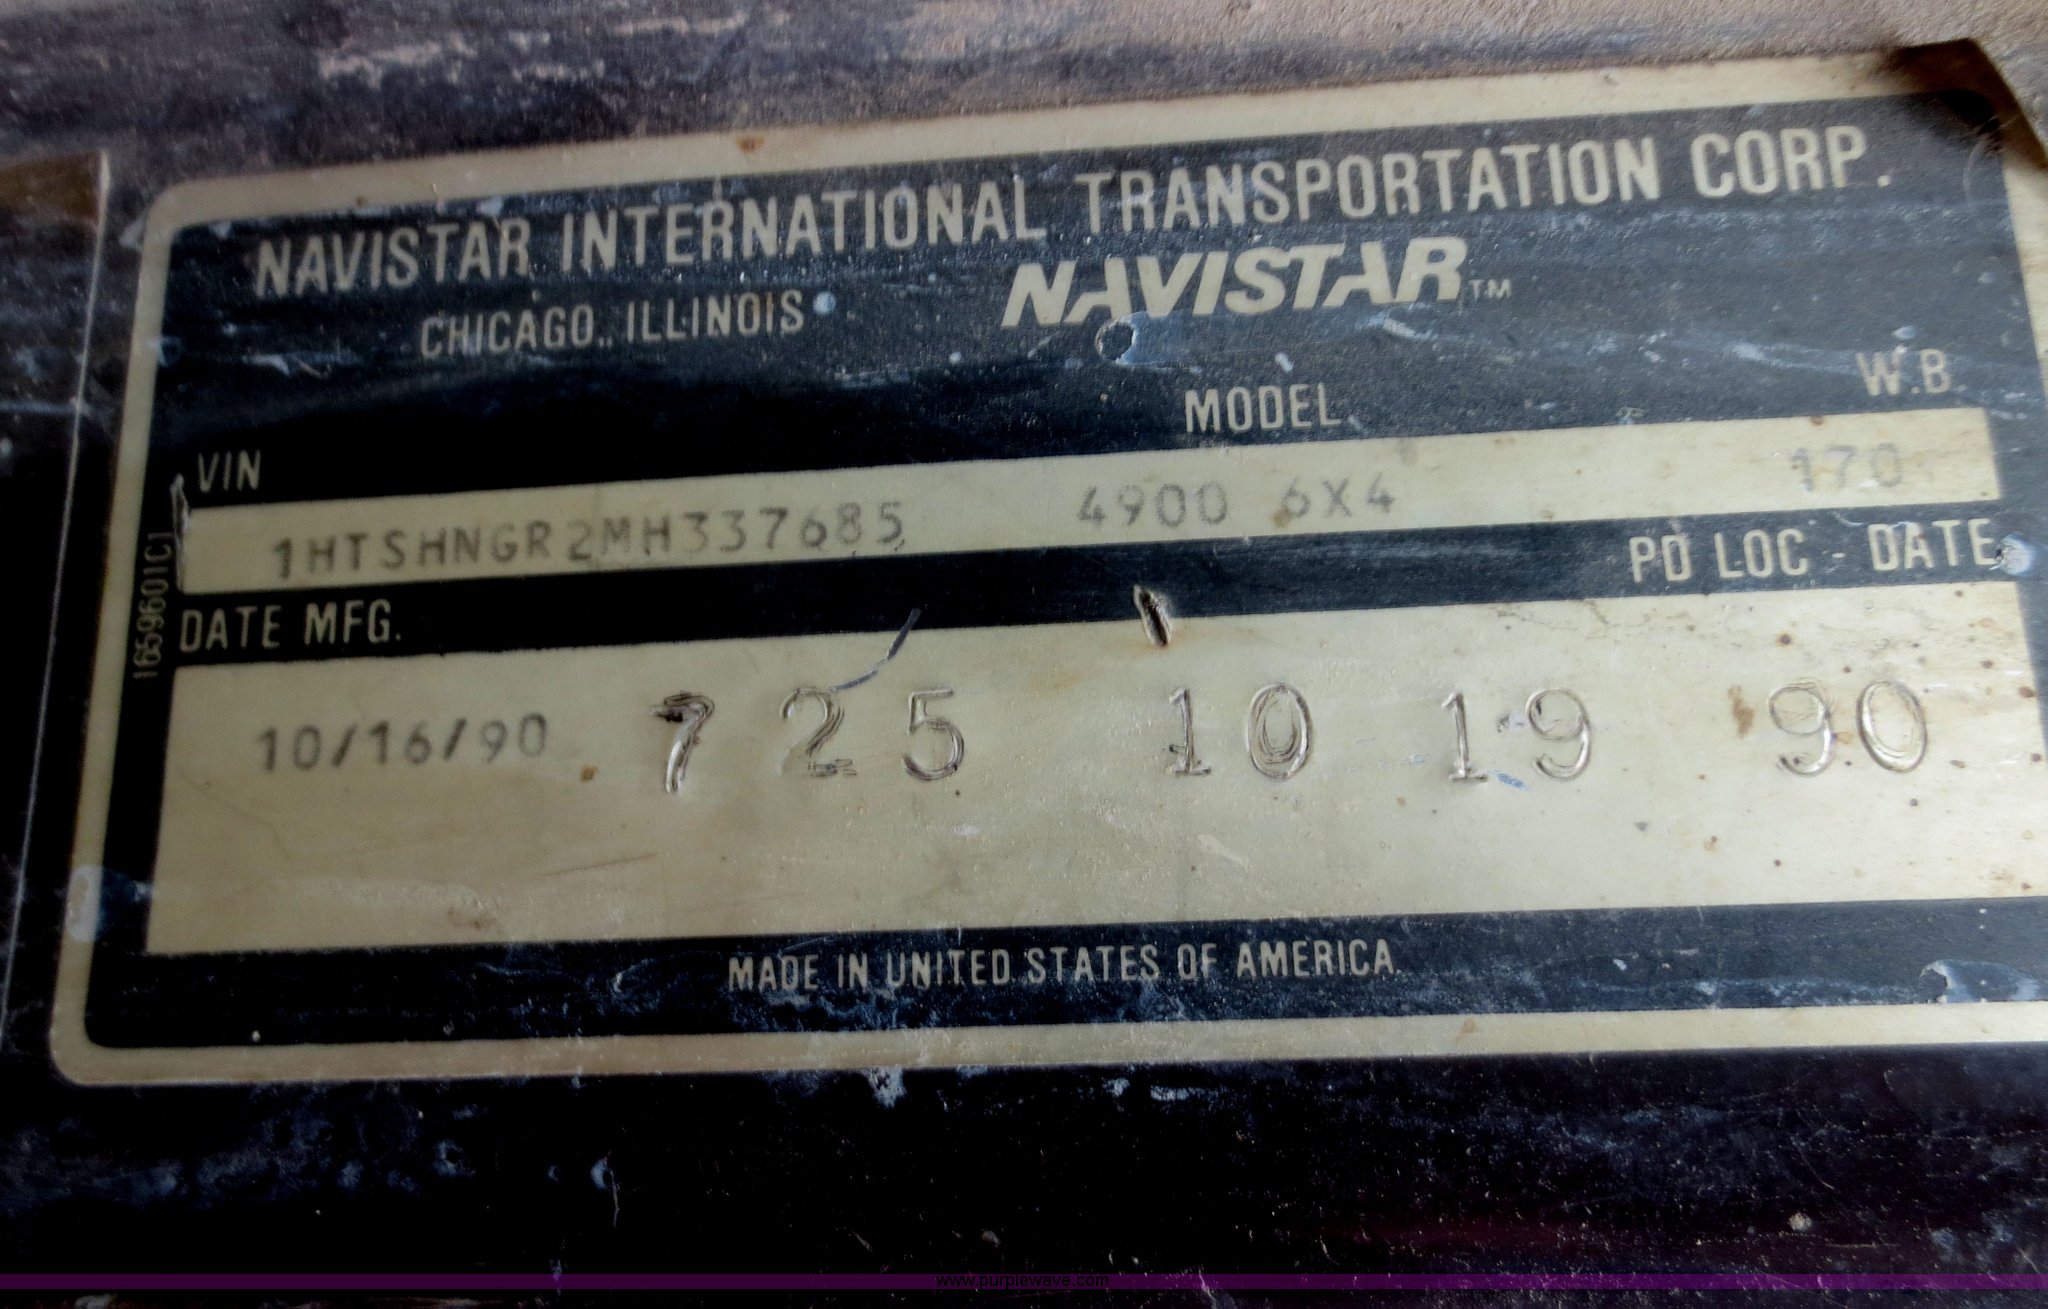 NAVISTAR INTERNATIONAL TRANSPORTATION CORP.
CHICAGO, ILLINOIS NAVISTAR™
VIN MODEL W.B.
1HTSHNGR2MH337685 4900 6X4 170
DATE MFG. PD LOC - DATE
10/16/90 725 10 19 90
1659601C1
MADE IN UNITED STATES OF AMERICA
www.purplewave.com